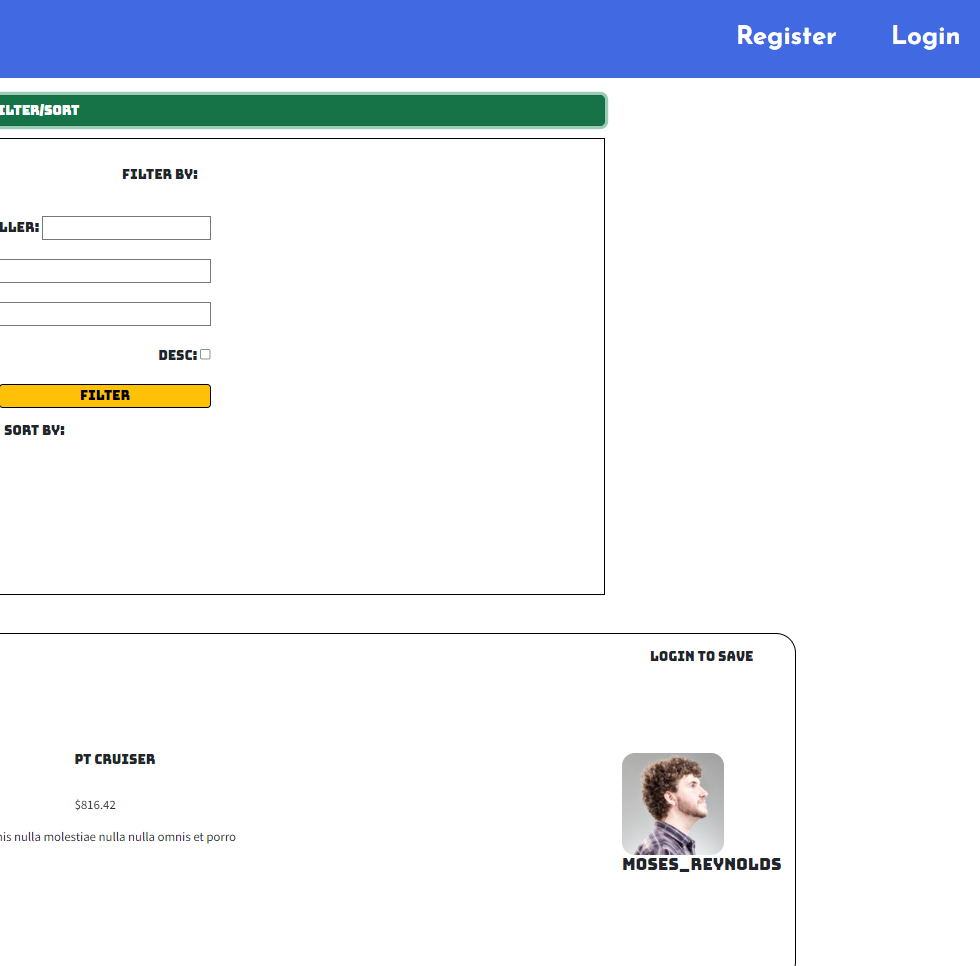 Register Login
ILTER/SORT
FILTER BY:
LLER:
DESC:
FILTER
SORT BY:
LOGIN TO SAVE
PT CRUISER
$816.42
nis nulla molestiae nulla nulla omnis et porro
MOSES_REYNOLDS